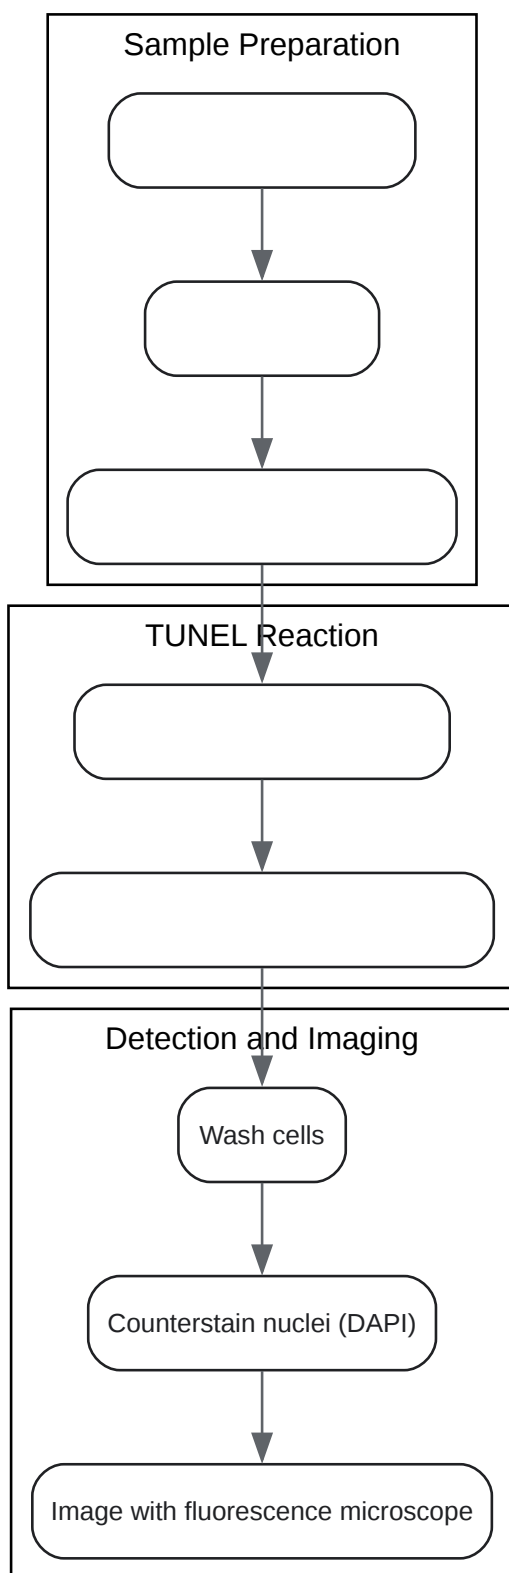 Sample Preparation
TUNEL Reaction
Detection and Imaging
Wash cells
Counterstain nuclei (DAPI)
Image with fluorescence microscope